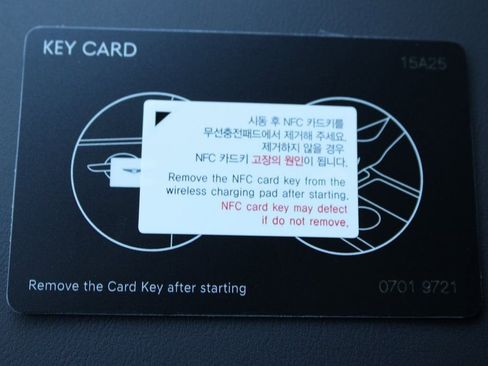 KEY CARD
15A25
시동 후 NFC 카드키를
무선충전패드에서 제거해 주세요.
제거하지 않을 경우
NFC 카드키 고장의 원인이 됩니다.
Remove the NFC card key from the
wireless charging pad after starting.
NFC card key may defect
if do not remove.
Remove the Card Key after starting
0701 9721